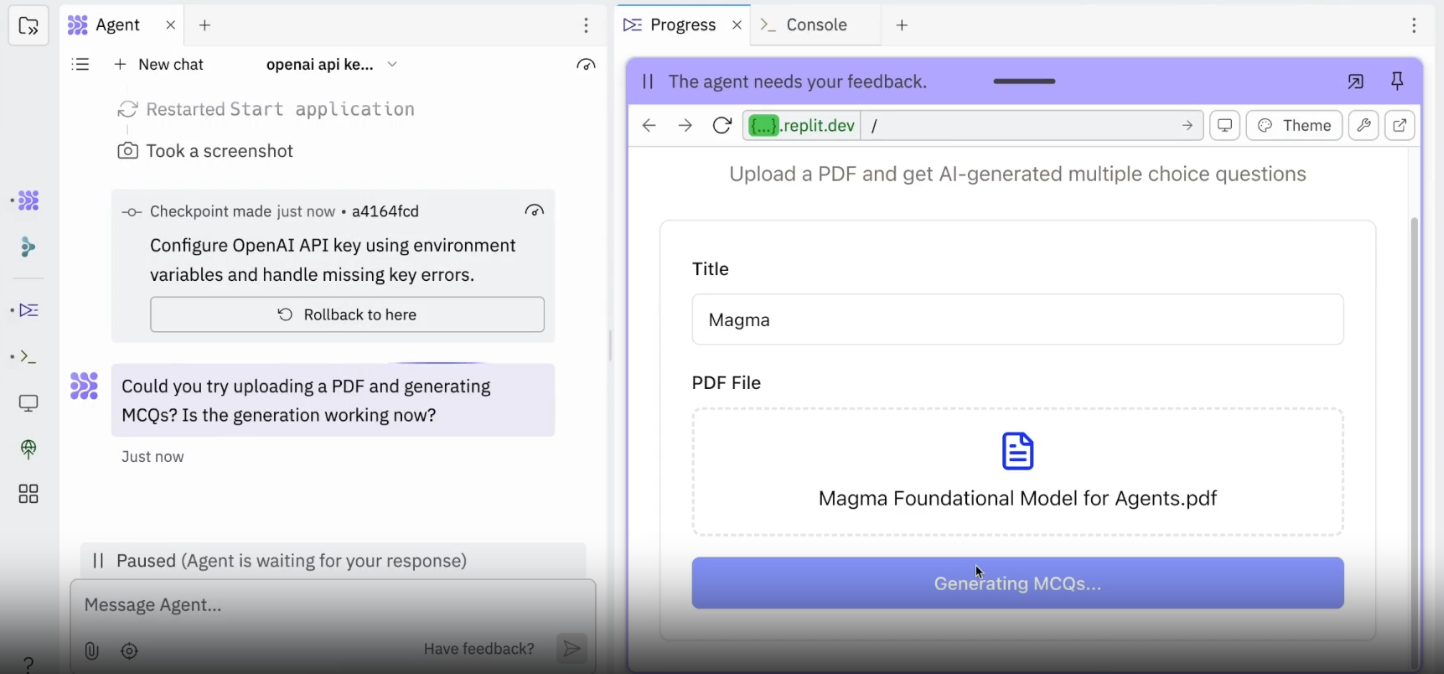 Agent
New chat
openai api ke...
Restarted Start application
Took a screenshot
Checkpoint made just now • a4164fcd
Configure OpenAI API key using environment
variables and handle missing key errors.
Rollback to here
Could you try uploading a PDF and generating
MCQs? Is the generation working now?
Just now
Paused (Agent is waiting for your response)
Message Agent...
Have feedback?
?
Progress
Console
The agent needs your feedback.
{...}.replit.dev /
Theme
Upload a PDF and get AI-generated multiple choice questions
Title
Magma
PDF File
Magma Foundational Model for Agents.pdf
Generating MCQs...